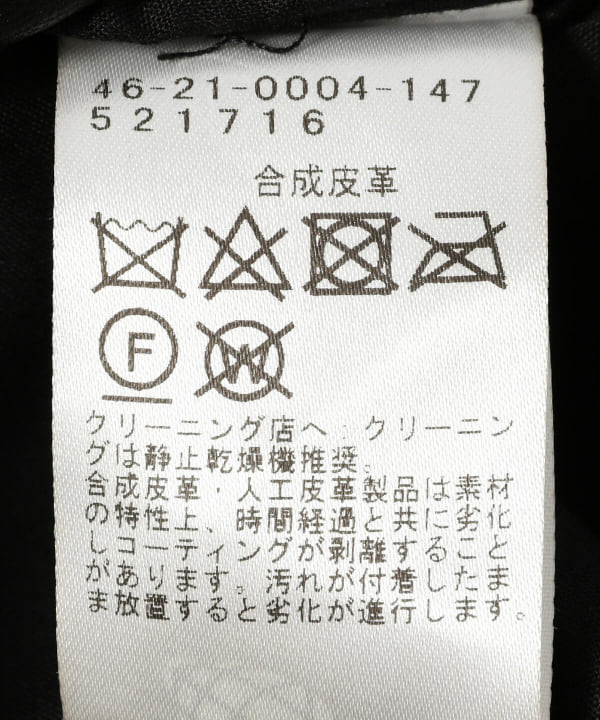 46-21-0004-147
521716
合成皮革
F W
クリーニング店へ．クリーニン
グは静止乾燥機推奨。
合成皮革・人工皮革製品は素材
の特性上、時間経過と共に劣化
しコーティングが剥離すること
があります。汚れが付着したま
ま放置すると劣化が進行します。